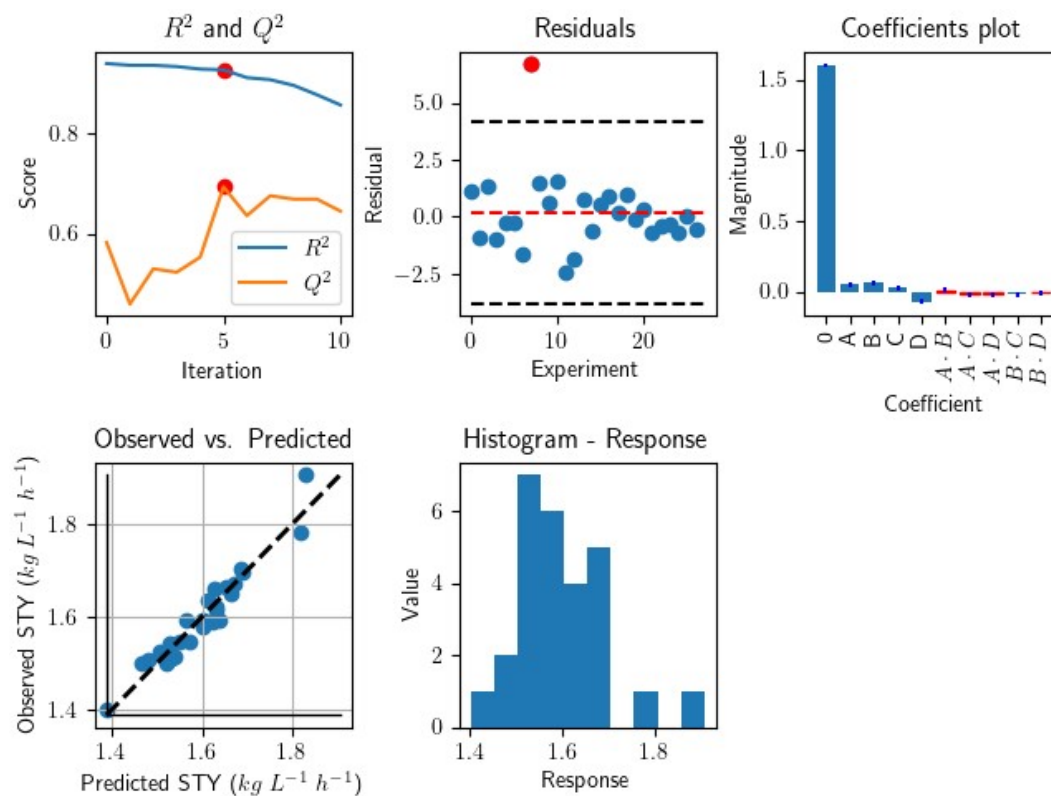 R² and Q²
Score
0.8
0.6
R²
Q²
0
5
10
Iteration
Residuals
Residual
5.0
2.5
0.0
−2.5
0
10
20
Experiment
Coefficients plot
Magnitude
1.5
1.0
0.5
0.0
0
A
B
C
D
A · B
A · C
A · D
B · C
B · D
Coefficient
Observed vs. Predicted
Observed STY (kg L⁻¹ h⁻¹)
1.8
1.6
1.4
1.4
1.6
1.8
Predicted STY (kg L⁻¹ h⁻¹)
Histogram - Response
Value
6
4
2
0
1.4
1.6
1.8
Response